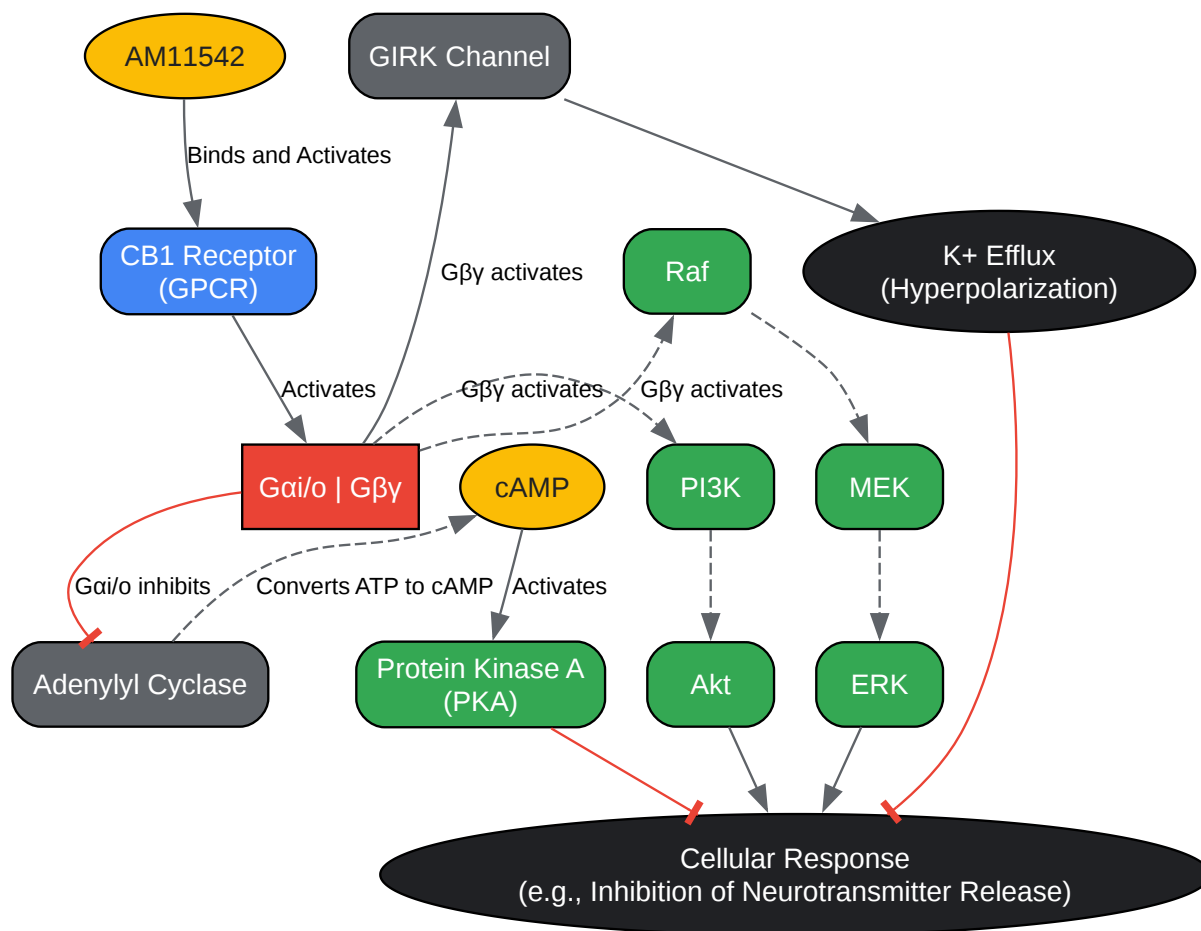 AM11542
GIRK Channel
Binds and Activates
CB1 Receptor
(GPCR)
Gβγ activates
Raf
K+ Efflux
(Hyperpolarization)
Activates
Gβγ activates
Gβγ activates
Gαi/o | Gβγ
cAMP
PI3K
MEK
Gαi/o inhibits
Converts ATP to cAMP
Activates
Adenylyl Cyclase
Protein Kinase A
(PKA)
Akt
ERK
Cellular Response
(e.g., Inhibition of Neurotransmitter Release)